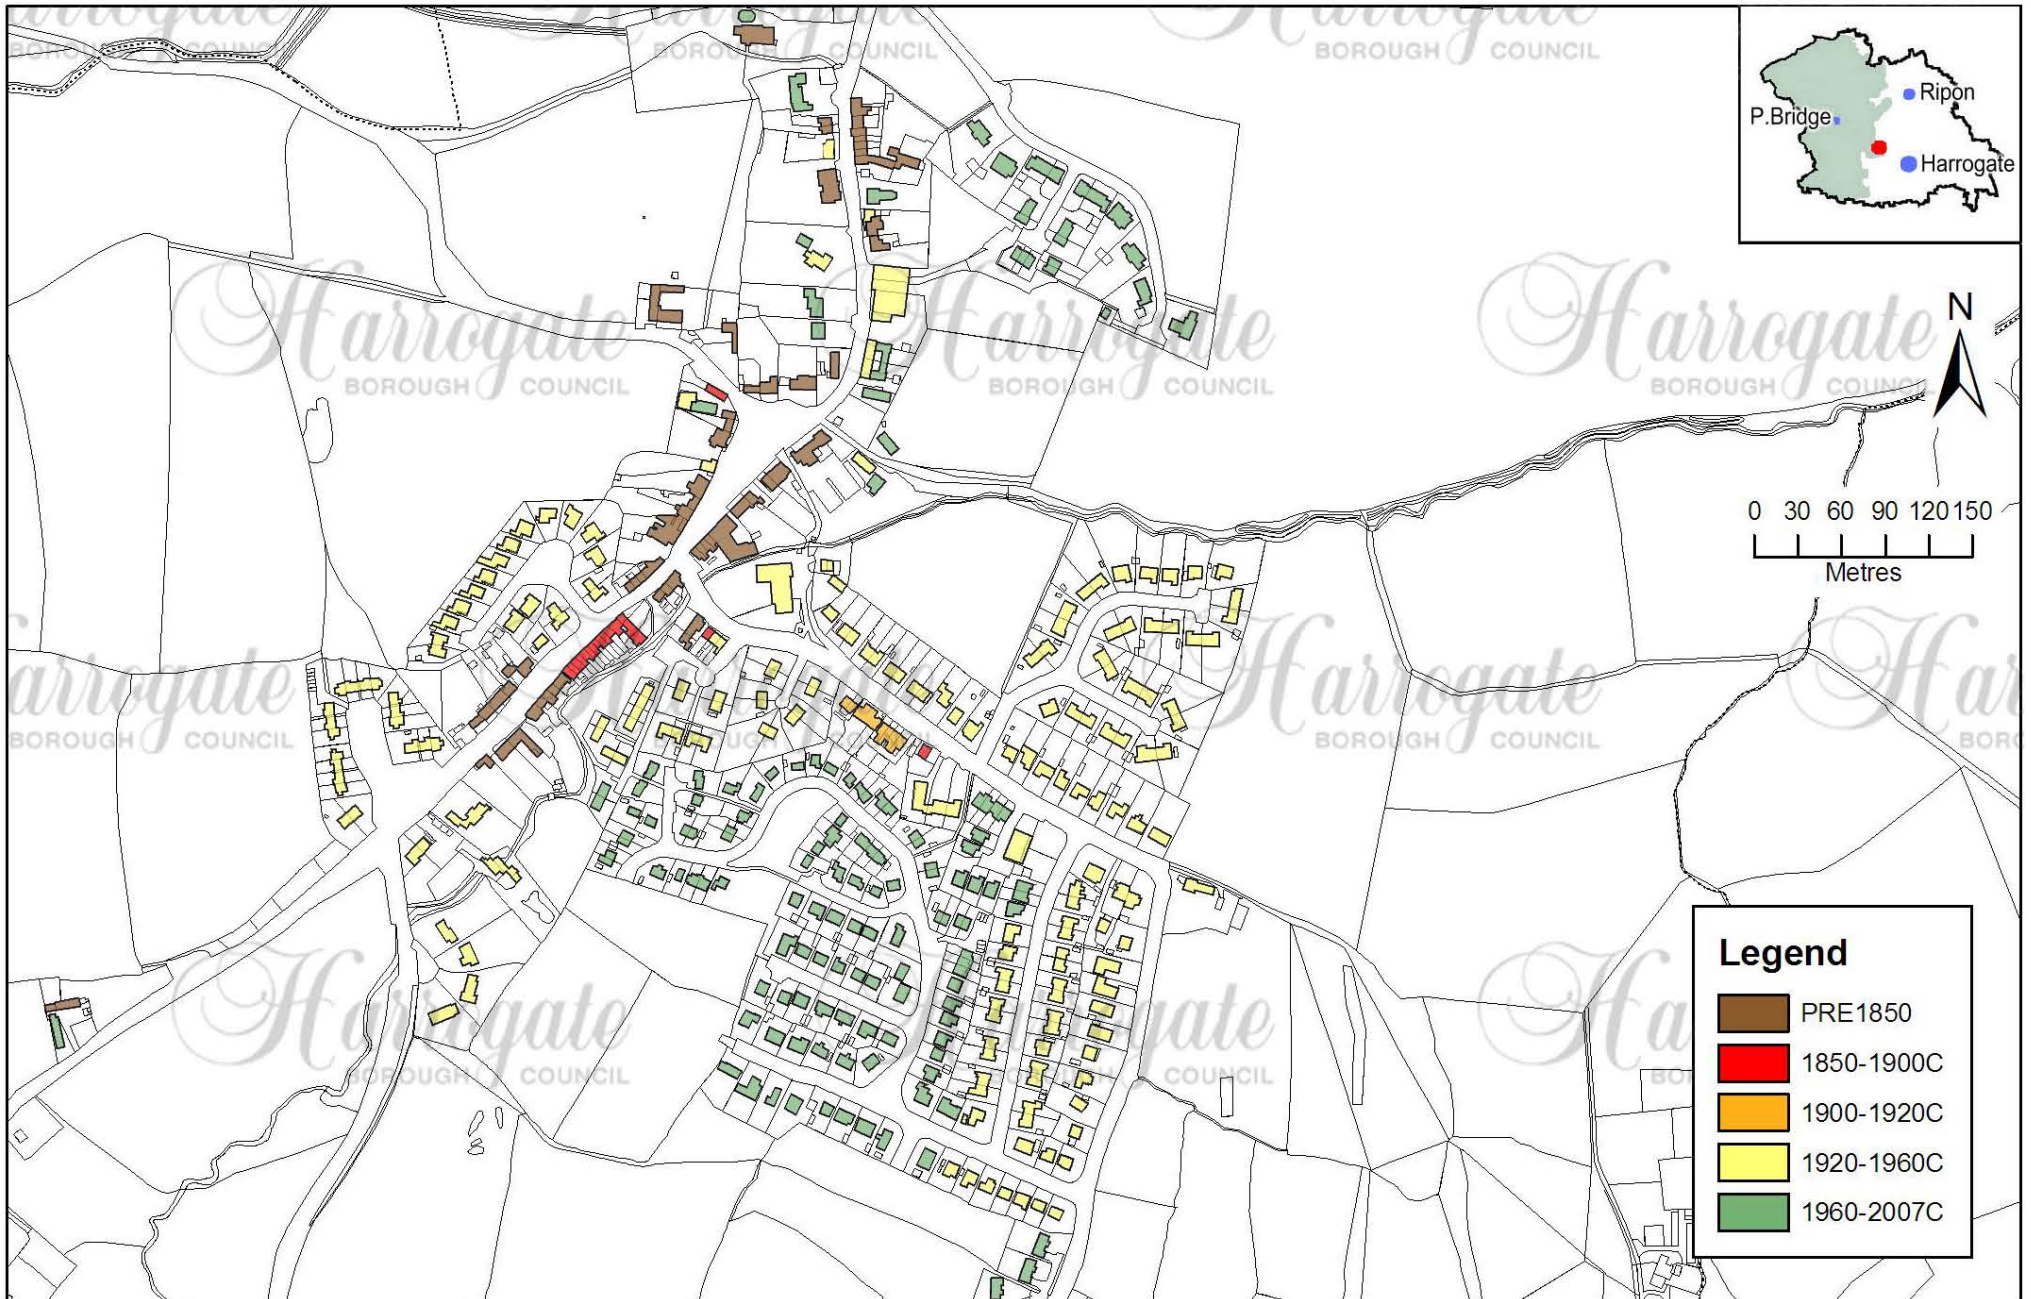 Harrogate
BOROUGH COUNCIL
Ripon
P.Bridge
Harrogate
N
0 30 60 90 120 150
Metres
Legend
PRE1850
1850-1900C
1900-1920C
1920-1960C
1960-2007C